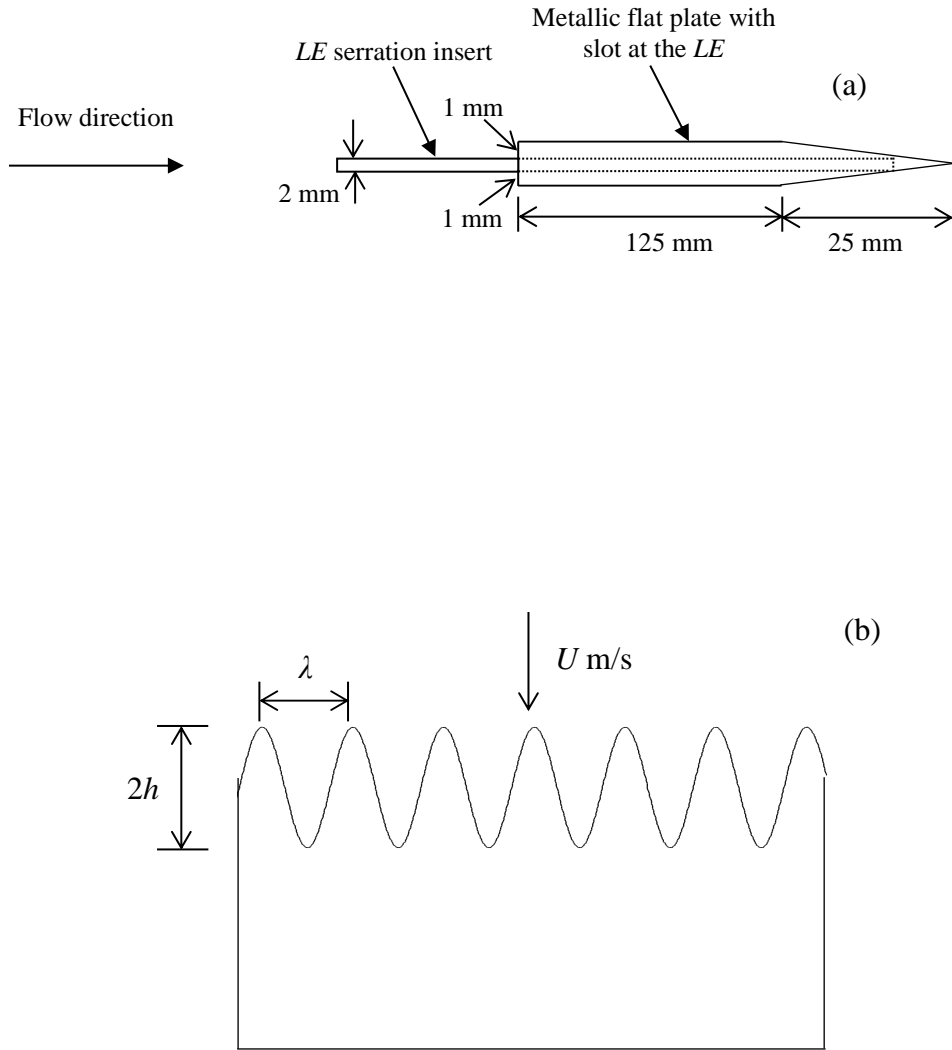 Metallic flat plate with
slot at the LE
LE serration insert
(a)
Flow direction
1 mm
2 mm
1 mm
125 mm
25 mm
(b)
U m/s
λ
2h